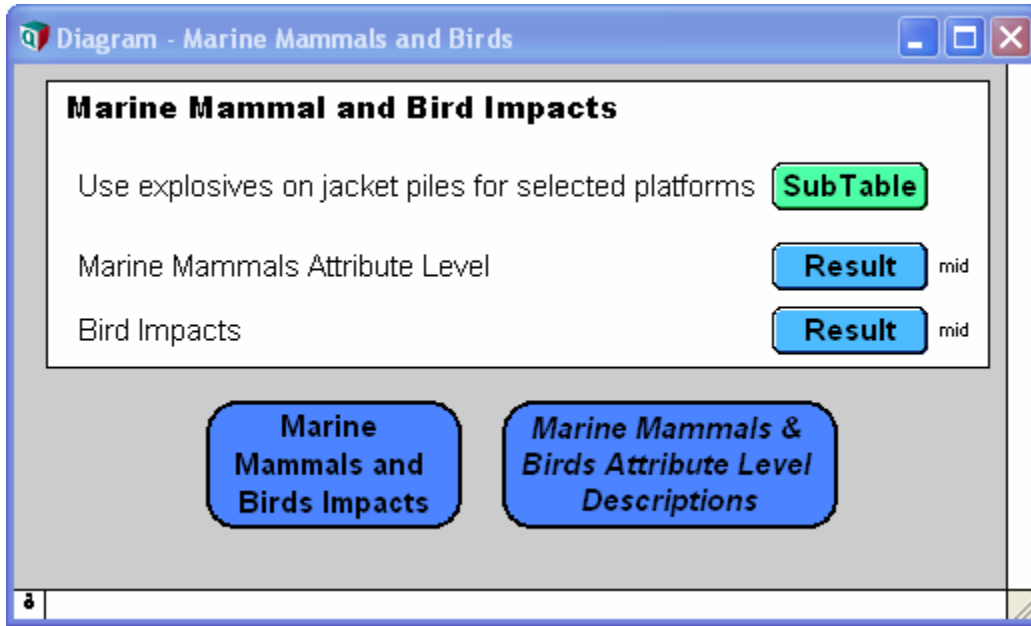 Diagram - Marine Mammals and Birds
Marine Mammal and Bird Impacts
Use explosives on jacket piles for selected platforms SubTable
Marine Mammals Attribute Level Result mid
Bird Impacts Result mid
Marine
Mammals and
Birds Impacts
Marine Mammals &
Birds Attribute Level
Descriptions